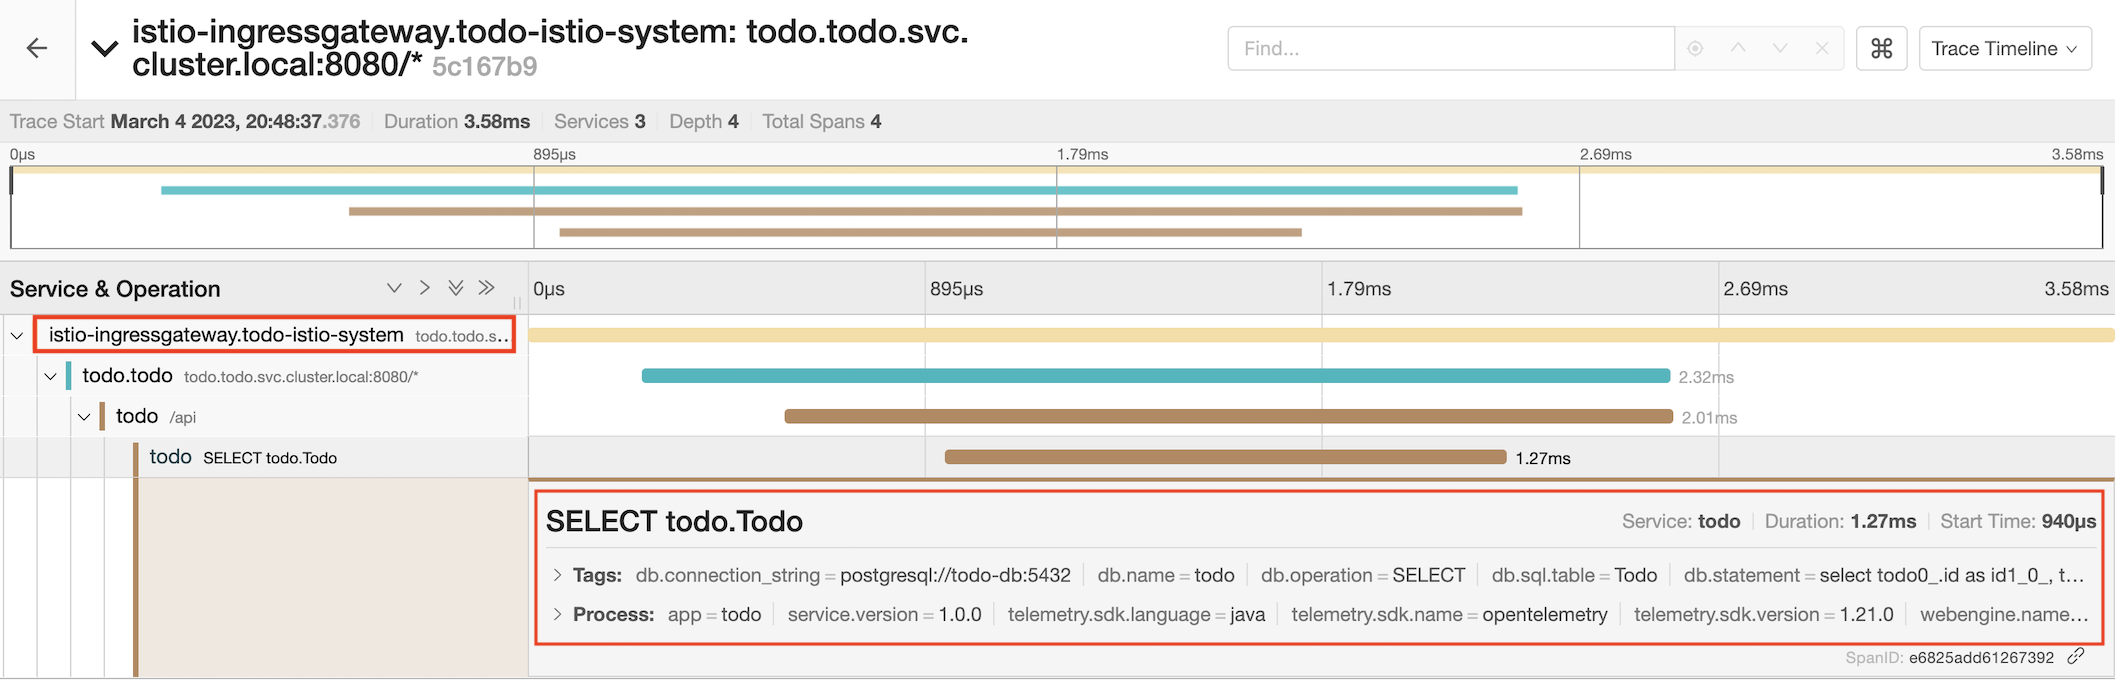 istio-ingressgateway.todo-istio-system: todo.todo.svc.
cluster.local:8080/* 5c167b9
Find...
⌘
Trace Timeline
Trace Start March 4 2023, 20:48:37.376 Duration 3.58ms Services 3 Depth 4 Total Spans 4
0μs 895μs 1.79ms 2.69ms 3.58ms
Service & Operation 0μs 895μs 1.79ms 2.69ms 3.58ms
istio-ingressgateway.todo-istio-system todo.todo.s...
todo.todo todo.todo.svc.cluster.local:8080/* 2.32ms
todo /api 2.01ms
todo SELECT todo.Todo 1.27ms
SELECT todo.Todo Service: todo Duration: 1.27ms Start Time: 940μs
Tags: db.connection_string = postgresql://todo-db:5432 db.name = todo db.operation = SELECT db.sql.table = Todo db.statement = select todo0_.id as id1_0_, t...
Process: app = todo service.version = 1.0.0 telemetry.sdk.language = java telemetry.sdk.name = opentelemetry telemetry.sdk.version = 1.21.0 webengine.name...
SpanID: e6825add61267392